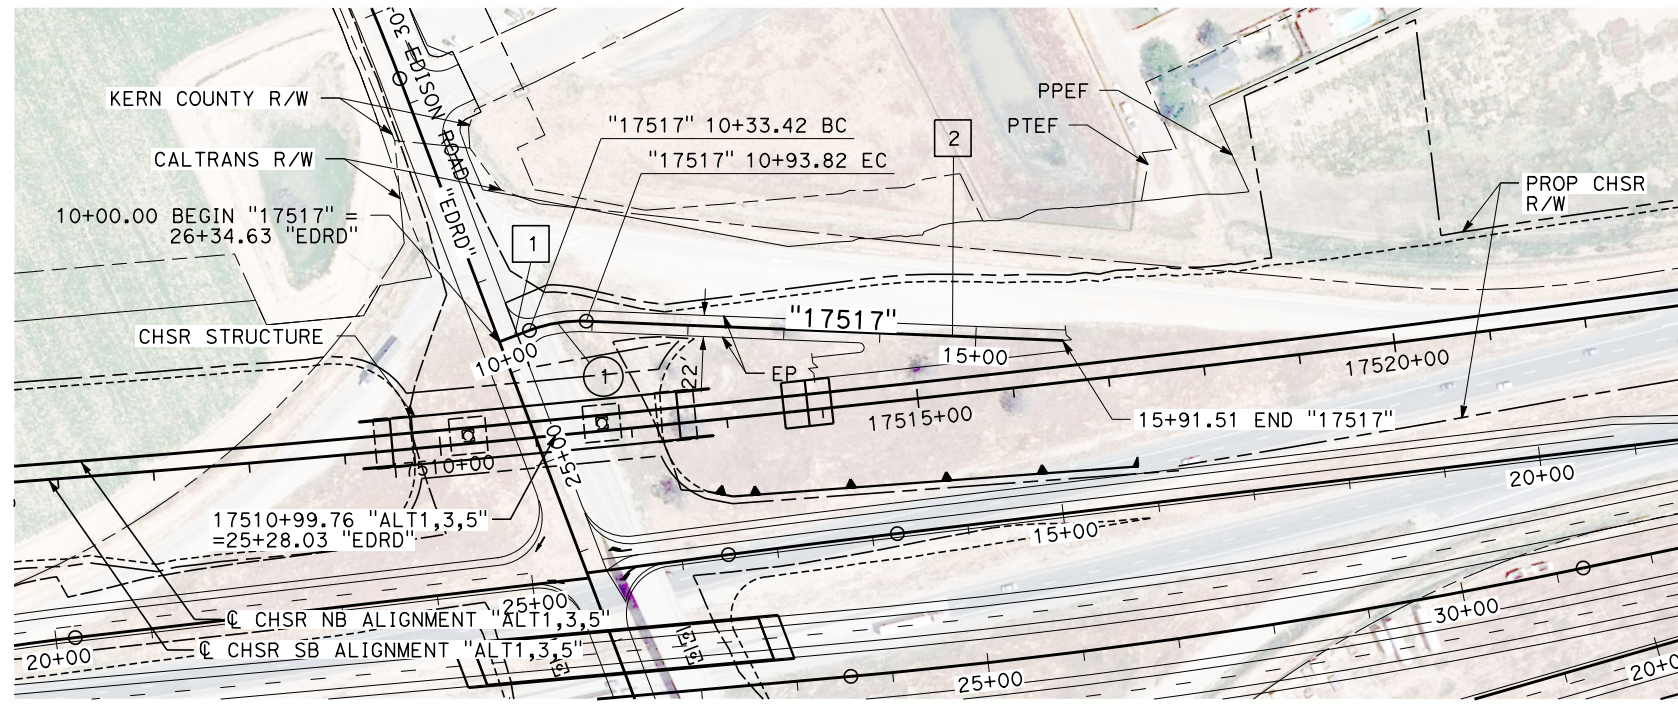 30+
EDISON ROAD "EDRD"
KERN COUNTY R/W
CALTRANS R/W
10+00.00 BEGIN "17517" =
26+34.63 "EDRD"
"17517" 10+33.42 BC
"17517" 10+93.82 EC
2
PPEF
PTEF
PROP CHSR
R/W
1
CHSR STRUCTURE
"17517"
10+00
15+00
1
22
EP
17520+00
17515+00
15+91.51 END "17517"
7510+00
25+00
17510+99.76 "ALT1,3,5"
=25+28.03 "EDRD"
20+00
15+00
25+00
℄ CHSR NB ALIGNMENT "ALT1,3,5"
℄ CHSR SB ALIGNMENT "ALT1,3,5"
20+00
30+00
25+00
20+0